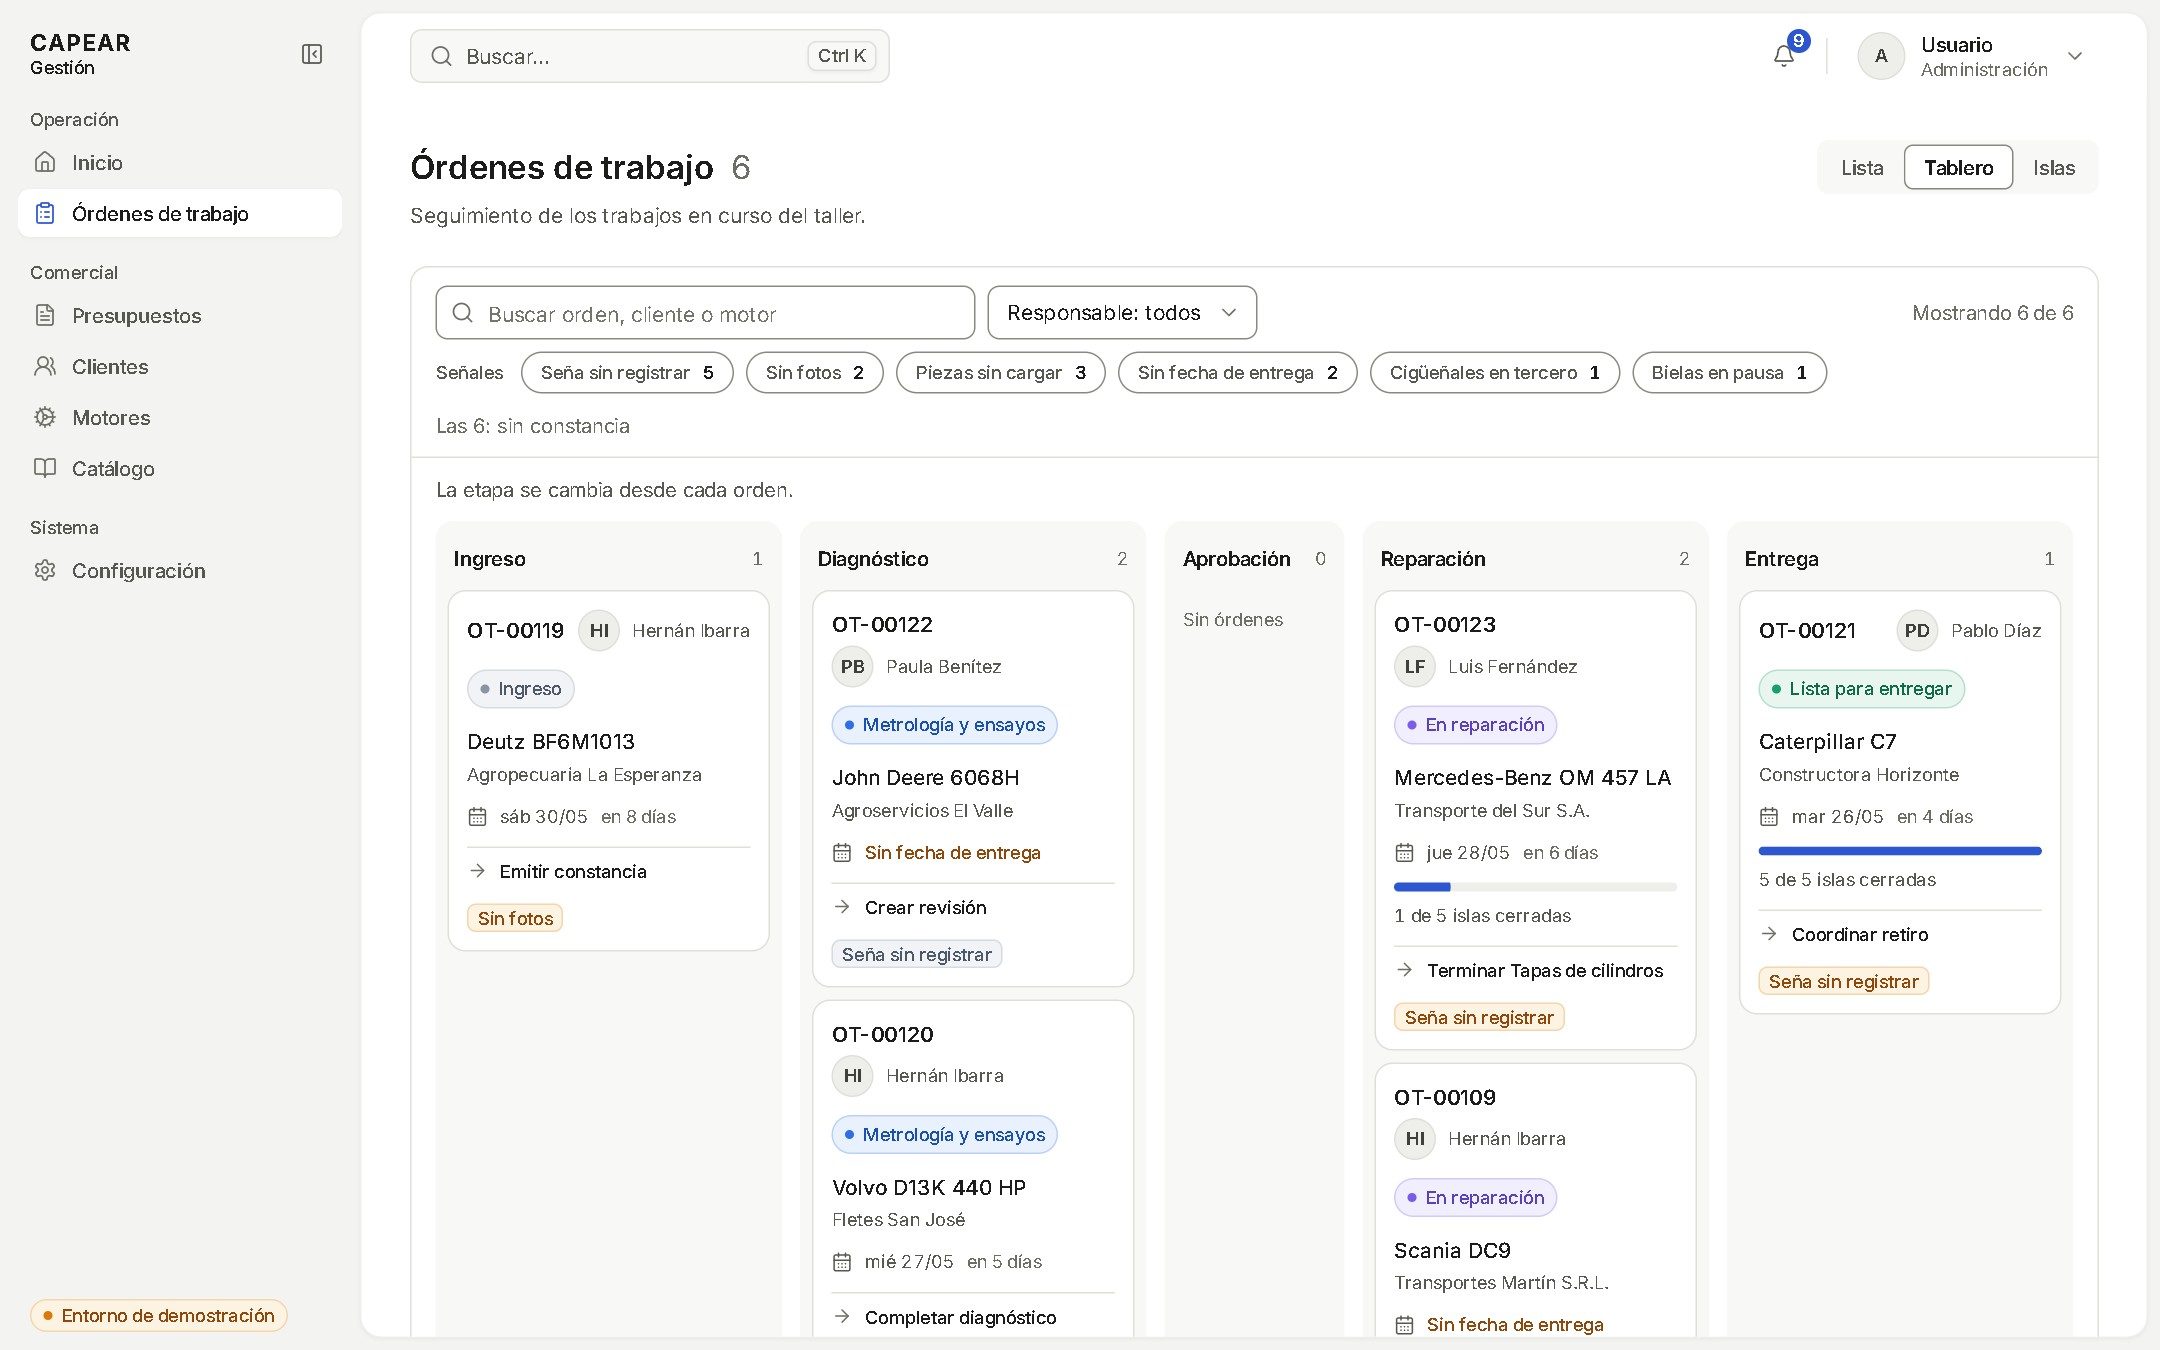 CAPEAR
Gestión
Operación
Inicio
Órdenes de trabajo
Comercial
Presupuestos
Clientes
Motores
Catálogo
Sistema
Configuración
Entorno de demostración
Buscar...
Ctrl K
9
A
Usuario
Administración
Órdenes de trabajo 6
Seguimiento de los trabajos en curso del taller.
Lista
Tablero
Islas
Buscar orden, cliente o motor
Responsable: todos
Mostrando 6 de 6
Señales
Seña sin registrar 5
Sin fotos 2
Piezas sin cargar 3
Sin fecha de entrega 2
Cigüeñales en tercero 1
Bielas en pausa 1
Las 6: sin constancia
La etapa se cambia desde cada orden.
Ingreso 1
OT-00119 HI Hernán Ibarra
Ingreso
Deutz BF6M1013
Agropecuaria La Esperanza
sáb 30/05 en 8 días
Emitir constancia
Sin fotos
Diagnóstico 2
OT-00122
PB Paula Benítez
Metrología y ensayos
John Deere 6068H
Agroservicios El Valle
Sin fecha de entrega
Crear revisión
Seña sin registrar
OT-00120
HI Hernán Ibarra
Metrología y ensayos
Volvo D13K 440 HP
Fletes San José
mié 27/05 en 5 días
Completar diagnóstico
Aprobación 0
Sin órdenes
Reparación 2
OT-00123
LF Luis Fernández
En reparación
Mercedes-Benz OM 457 LA
Transporte del Sur S.A.
jue 28/05 en 6 días
1 de 5 islas cerradas
Terminar Tapas de cilindros
Seña sin registrar
OT-00109
HI Hernán Ibarra
En reparación
Scania DC9
Transportes Martín S.R.L.
Sin fecha de entrega
Entrega 1
OT-00121 PD Pablo Díaz
Lista para entregar
Caterpillar C7
Constructora Horizonte
mar 26/05 en 4 días
5 de 5 islas cerradas
Coordinar retiro
Seña sin registrar